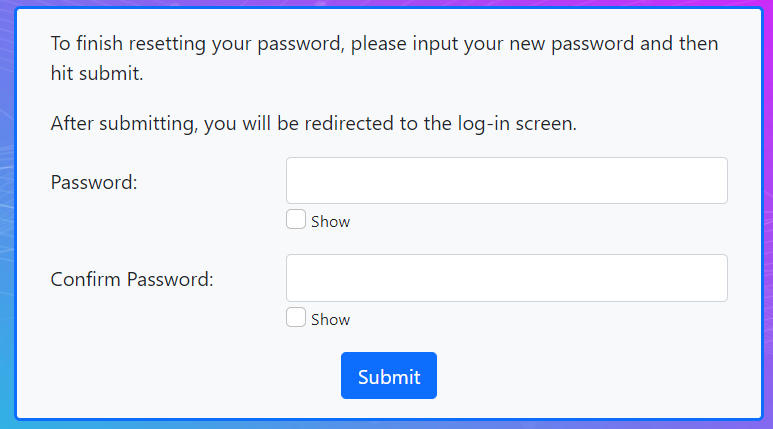 To finish resetting your password, please input your new password and then
hit submit.
After submitting, you will be redirected to the log-in screen.
Password:
Show
Confirm Password:
Show
Submit